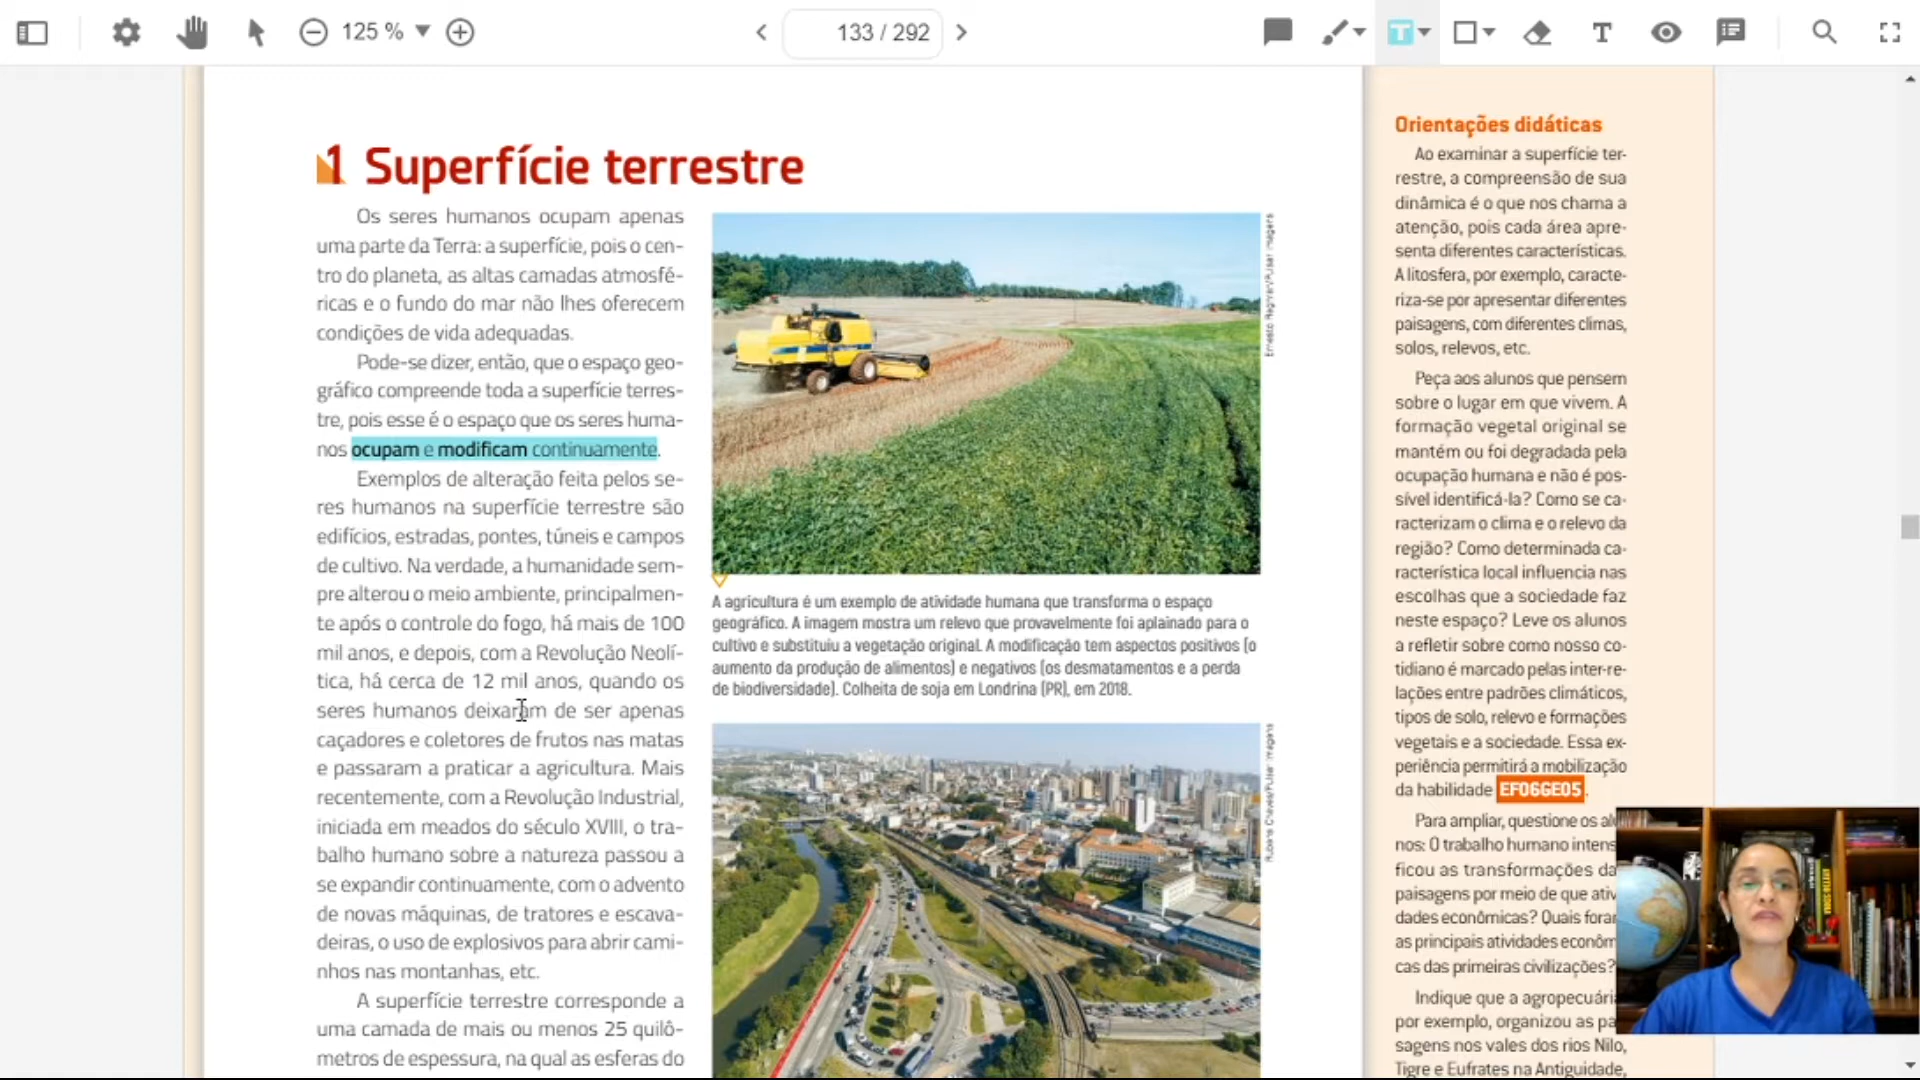 125 %
133 / 292
1 Superfície terrestre
Os seres humanos ocupam apenas
uma parte da Terra: a superfície, pois o cen-
tro do planeta, as altas camadas atmosfé-
ricas e o fundo do mar não lhes oferecem
condições de vida adequadas.
Pode-se dizer, então, que o espaço geo-
gráfico compreende toda a superfície terres-
tre, pois esse é o espaço que os seres huma-
nos ocupam e modificam continuamente.
Exemplos de alteração feita pelos se-
res humanos na superfície terrestre são
edifícios, estradas, pontes, túneis e campos
de cultivo. Na verdade, a humanidade sem-
pre alterou o meio ambiente, principalmen-
te após o controle do fogo, há mais de 100
mil anos, e depois, com a Revolução Neolí-
tica, há cerca de 12 mil anos, quando os
seres humanos deixaram de ser apenas
caçadores e coletores de frutos nas matas
e passaram a praticar a agricultura. Mais
recentemente, com a Revolução Industrial,
iniciada em meados do século XVIII, o tra-
balho humano sobre a natureza passou a
se expandir continuamente, com o advento
de novas máquinas, de tratores e escava-
deiras, o uso de explosivos para abrir cami-
nhos nas montanhas, etc.
A superfície terrestre corresponde a
uma camada de mais ou menos 25 quilô-
metros de espessura, na qual as esferas do
A agricultura é um exemplo de atividade humana que transforma o espaço
geográfico. A imagem mostra um relevo que provavelmente foi aplainado para o
cultivo e substituiu a vegetação original. A modificação tem aspectos positivos (o
aumento da produção de alimentos) e negativos (os desmatamentos e a perda
de biodiversidade). Colheita de soja em Londrina (PR), em 2018.
Orientações didáticas
Ao examinar a superfície ter-
restre, a compreensão de sua
dinâmica é o que nos chama a
atenção, pois cada área apre-
senta diferentes características.
A litosfera, por exemplo, caracte-
riza-se por apresentar diferentes
paisagens, com diferentes climas,
solos, relevos, etc.
Peça aos alunos que pensem
sobre o lugar em que vivem. A
formação vegetal original se
mantém ou foi degradada pela
ocupação humana e não é pos-
sível identificá-la? Como se ca-
racterizam o clima e o relevo da
região? Como determinada ca-
racterística local influencia nas
escolhas que a sociedade faz
neste espaço? Leve os alunos
a refletir sobre como nosso co-
tidiano é marcado pelas inter-re-
lações entre padrões climáticos,
tipos de solo, relevo e formações
vegetais e a sociedade. Essa ex-
periência permitirá a mobilização
da habilidade EF06GE05.
Para ampliar, questione os alu
nos: O trabalho humano intens
ficou as transformações da
paisagens por meio de que ativ
dades econômicas? Quais foram
as principais atividades econôm
cas das primeiras civilizações?
Indique que a agropecuári
por exemplo, organizou as pa
sagens nos vales dos rios Nilo,
Tigre e Eufrates na Antiguidade,